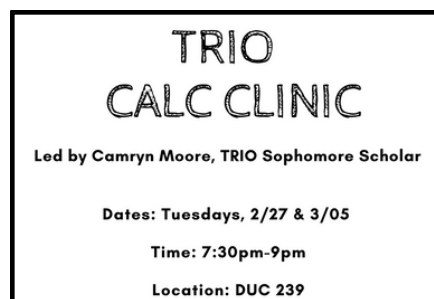 TRIO
CALC CLINIC
Led by Camryn Moore, TRIO Sophomore Scholar
Dates: Tuesdays, 2/27 & 3/05
Time: 7:30pm-9pm
Location: DUC 239